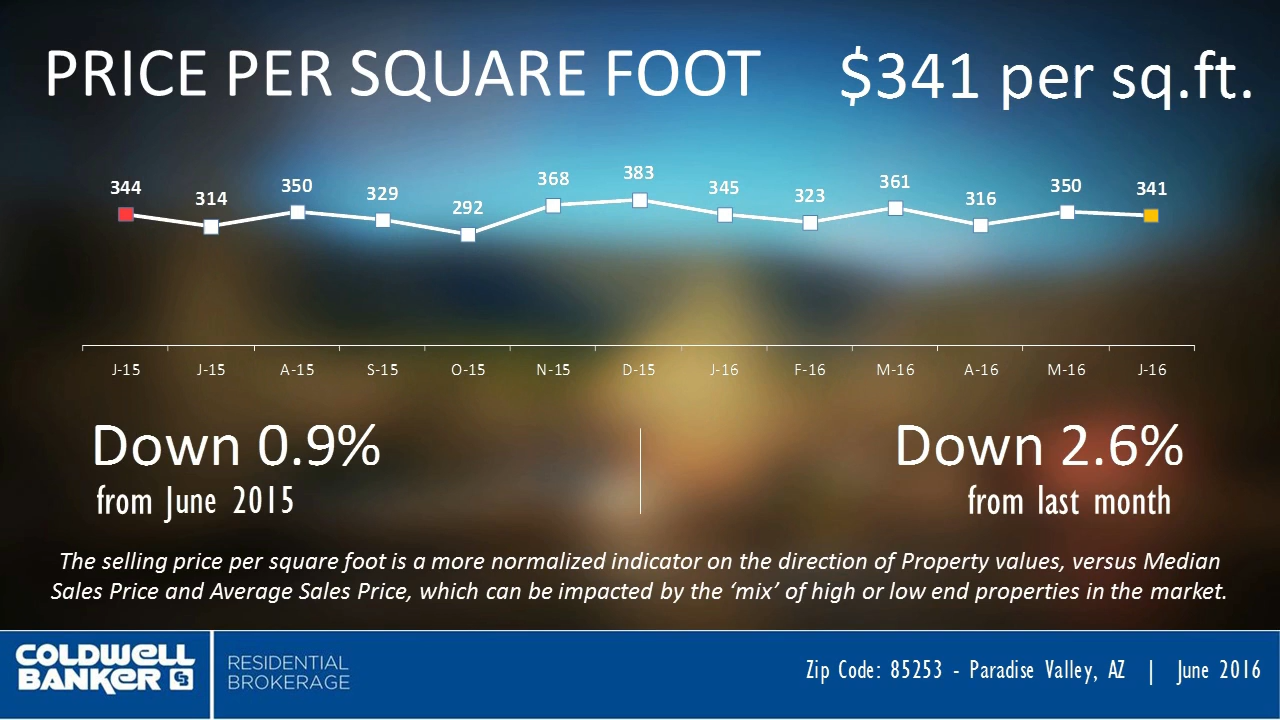 PRICE PER SQUARE FOOT $341 per sq.ft.
344 314 350 329 292 368 383 345 323 361 316 350 341
J-15 J-15 A-15 S-15 O-15 N-15 D-15 J-16 F-16 M-16 A-16 M-16 J-16
Down 0.9% Down 2.6%
from June 2015 from last month
The selling price per square foot is a more normalized indicator on the direction of Property values, versus Median
Sales Price and Average Sales Price, which can be impacted by the ‘mix’ of high or low end properties in the market.
COLDWELL
BANKER
RESIDENTIAL
BROKERAGE
Zip Code: 85253 - Paradise Valley, AZ | June 2016